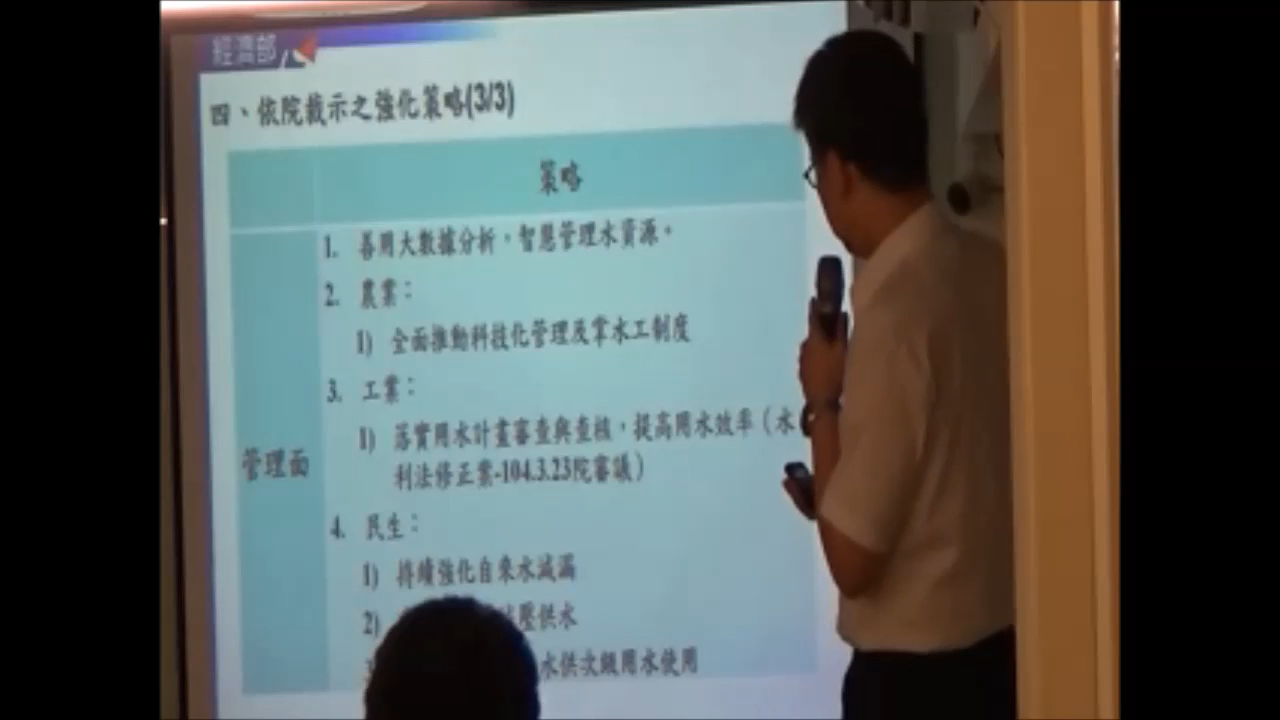 經濟部
四、依院裁示之強化策略(3/3)
策略
管理面
1. 善用大數據分析,智慧管理水資源。
2. 農業:
1) 全面推動科技化管理及掌水工制度
3. 工業:
1) 落實用水計畫審查與查核,提高用水效率(水
利法修正案-104.3.23院審議)
4. 民生:
1) 持續強化自來水減漏
2) 壓供水
水供次級用水使用